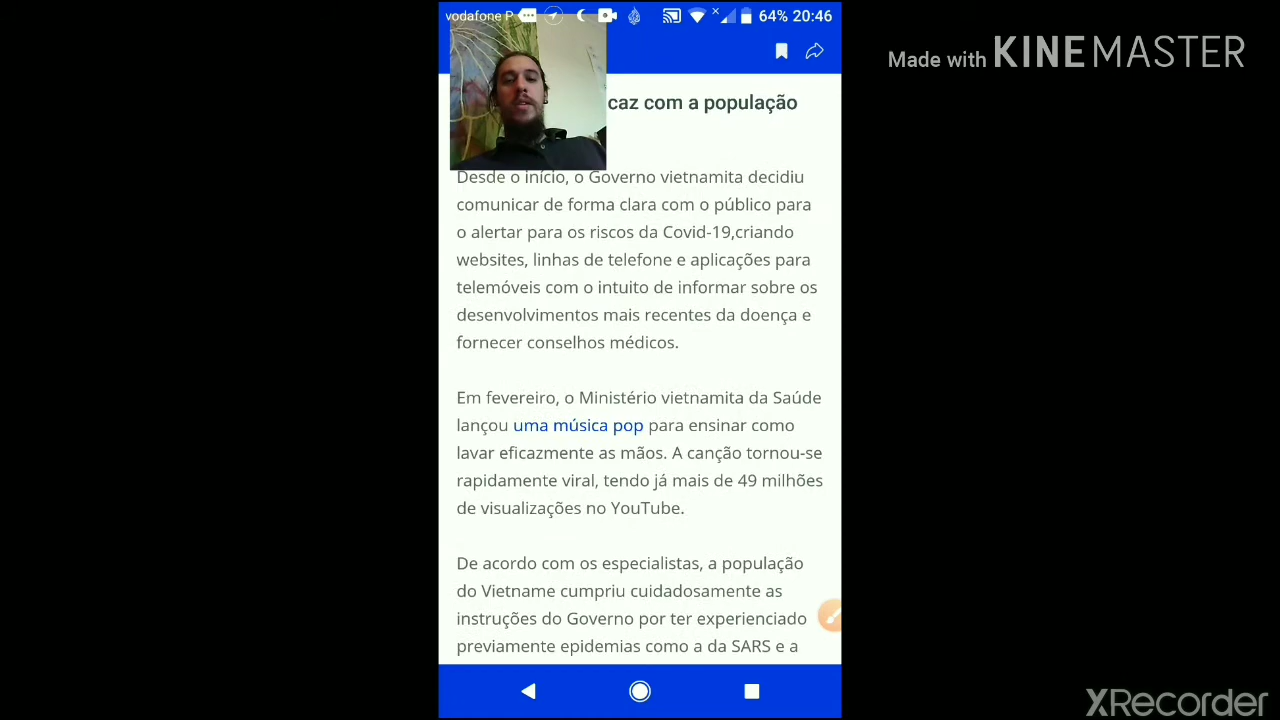 vodafone P
64% 20:46
Made with KINEMASTER
caz com a população
Desde o início, o Governo vietnamita decidiu
comunicar de forma clara com o público para
o alertar para os riscos da Covid-19,criando
websites, linhas de telefone e aplicações para
telemóveis com o intuito de informar sobre os
desenvolvimentos mais recentes da doença e
fornecer conselhos médicos.
Em fevereiro, o Ministério vietnamita da Saúde
lançou uma música pop para ensinar como
lavar eficazmente as mãos. A canção tornou-se
rapidamente viral, tendo já mais de 49 milhões
de visualizações no YouTube.
De acordo com os especialistas, a população
do Vietname cumpriu cuidadosamente as
instruções do Governo por ter experienciado
previamente epidemias como a da SARS e a
XRecorder